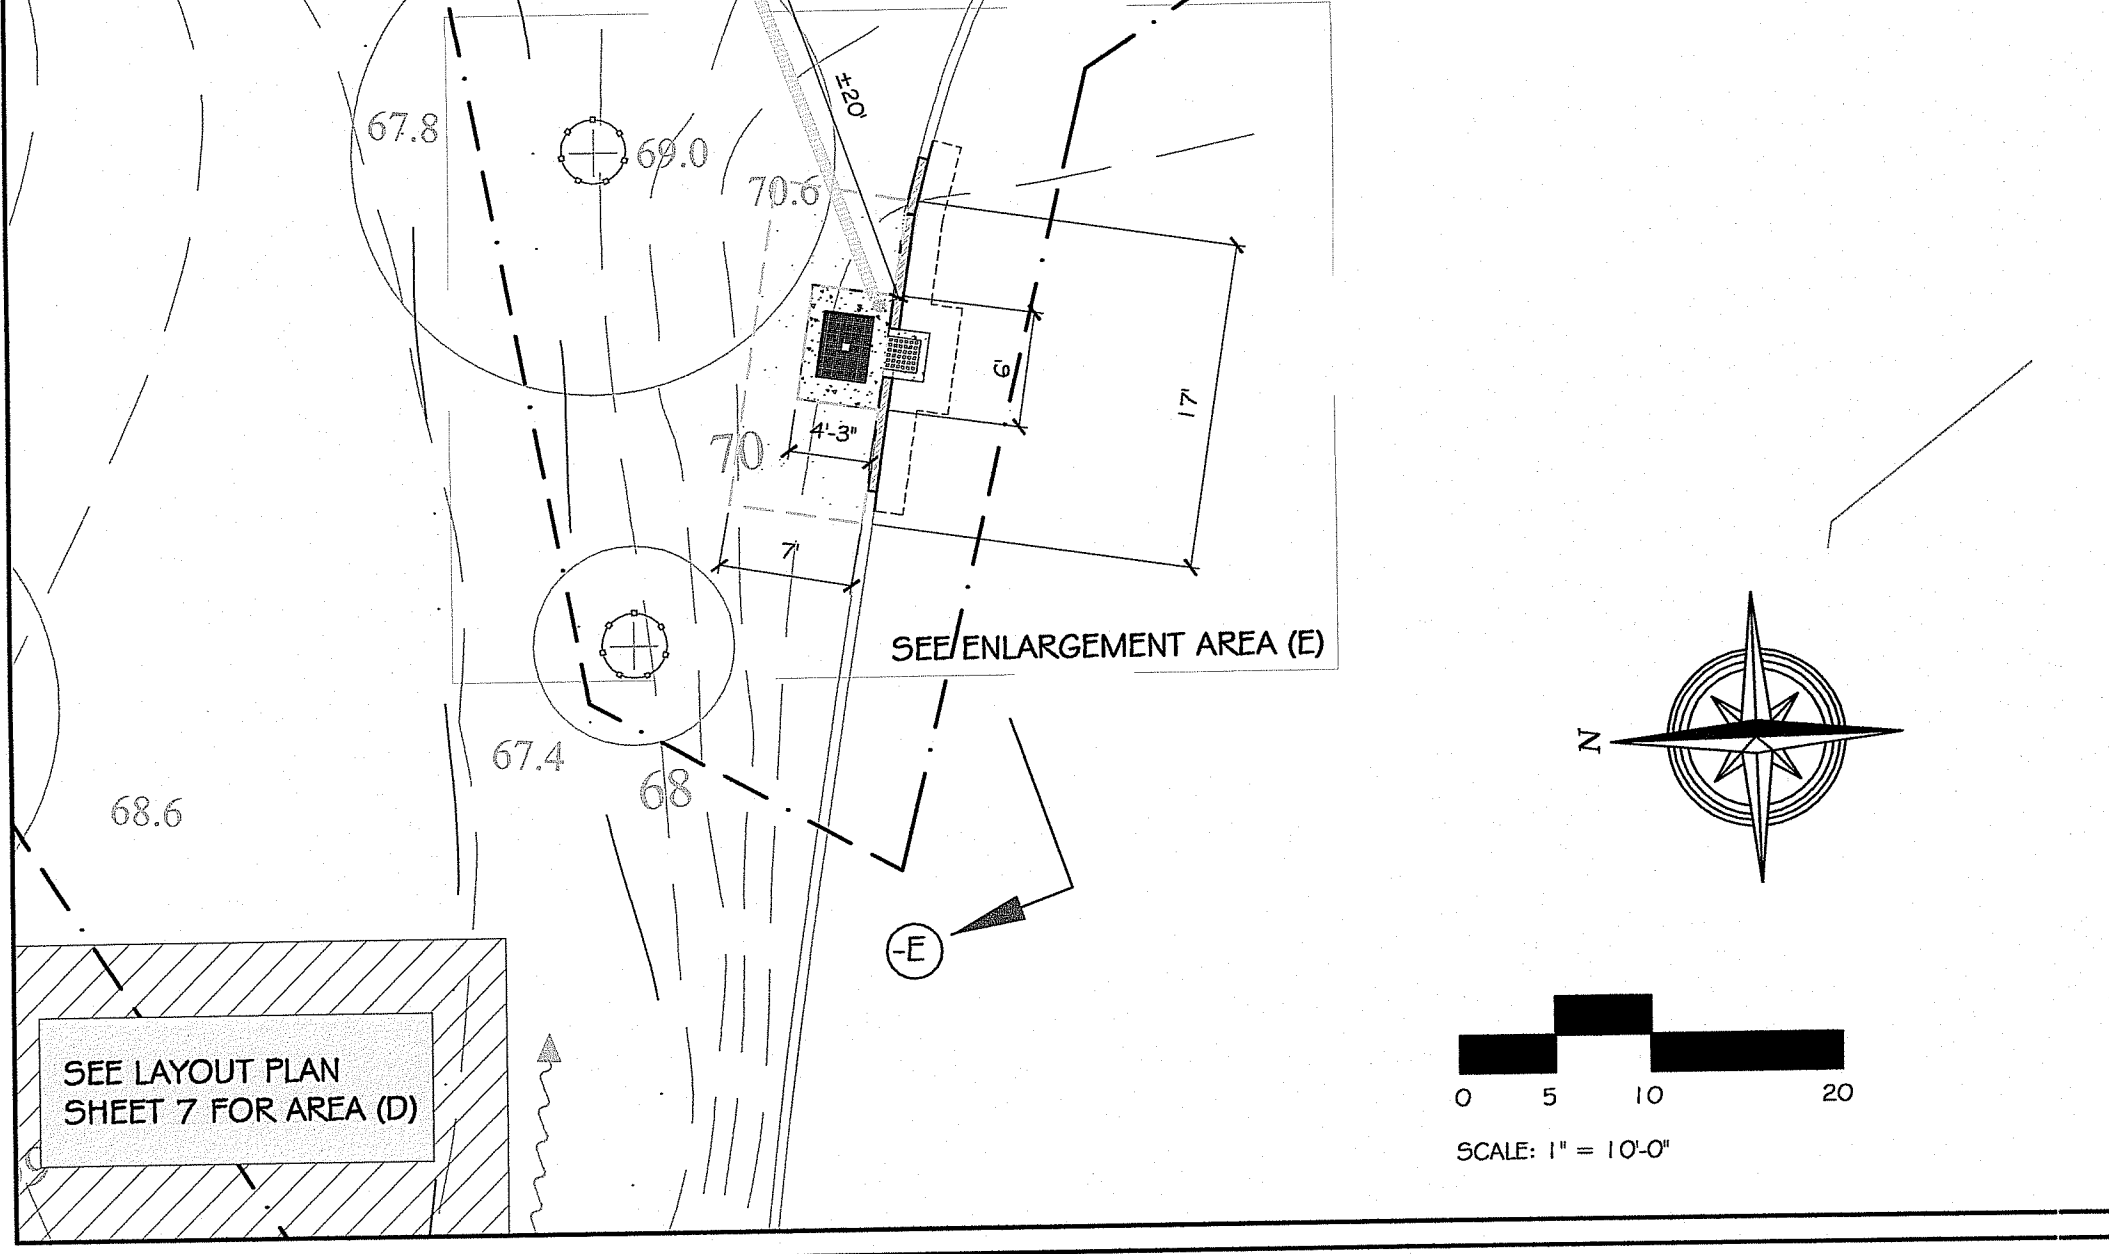 ±20'
67.8
69.0
70.6
6'
17'
4'-3"
70
7'
SEE ENLARGEMENT AREA (E)
N
67.4
68
68.6
-E
SEE LAYOUT PLAN
SHEET 7 FOR AREA (D)
0 5 10 20
SCALE: 1" = 10'-0"